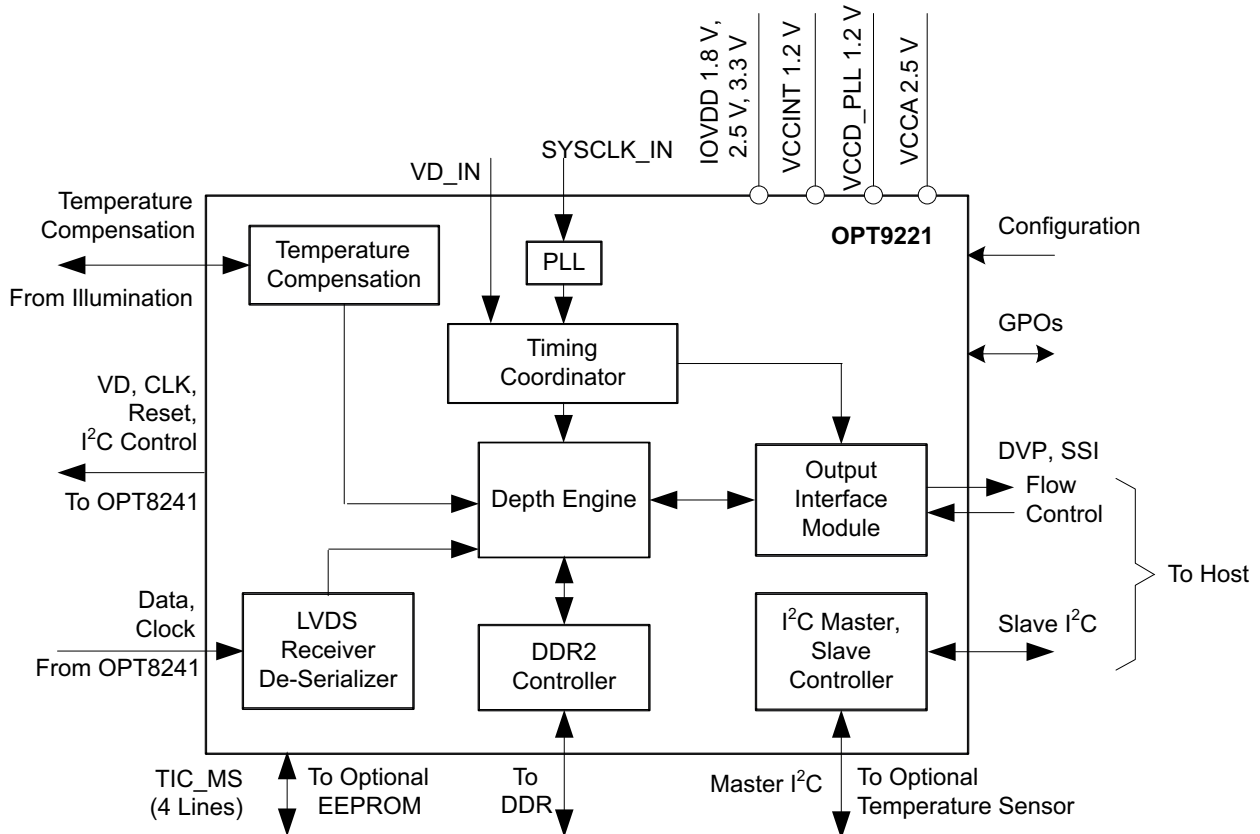 IOVDD 1.8 V,
2.5 V, 3.3 V
VCCINT 1.2 V
VCCD_PLL 1.2 V
VCCA 2.5 V
SYSCLK_IN
VD_IN
Temperature
Compensation
From Illumination
Temperature
Compensation
PLL
OPT9221
Configuration
GPOs
Timing
Coordinator
VD, CLK,
Reset,
I²C Control
To OPT8241
Depth Engine
Output
Interface
Module
DVP, SSI
Flow
Control
To Host
Data,
Clock
From OPT8241
LVDS
Receiver
De-Serializer
DDR2
Controller
I²C Master,
Slave
Controller
Slave I²C
TIC_MS
(4 Lines)
To Optional
EEPROM
To
DDR
Master I²C
To Optional
Temperature Sensor